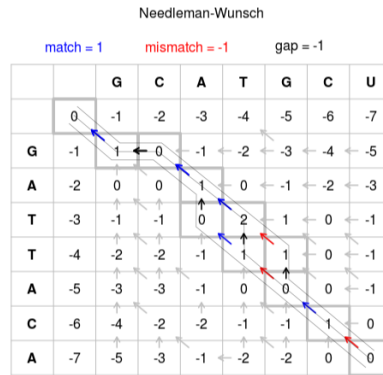 Needleman-Wunsch
match = 1 mismatch = -1 gap = -1
G C A T G C U
0 -1 -2 -3 -4 -5 -6 -7
G -1 1 0 -1 -2 -3 -4 -5
A -2 0 0 1 0 -1 -2 -3
T -3 -1 -1 0 2 1 0 -1
T -4 -2 -2 -1 1 1 0 -1
A -5 -3 -3 -1 0 0 0 -1
C -6 -4 -2 -2 -1 -1 1 0
A -7 -5 -3 -1 -2 -2 0 0